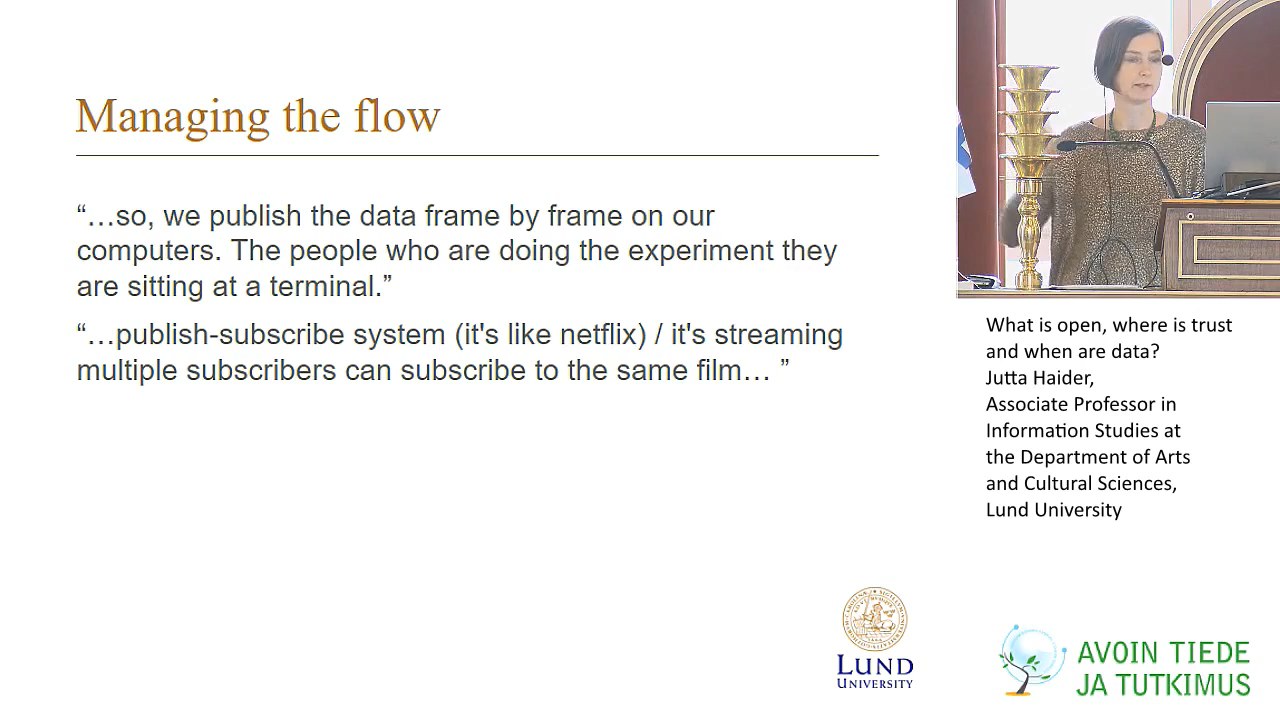 Managing the flow
“…so, we publish the data frame by frame on our
computers. The people who are doing the experiment they
are sitting at a terminal.”
“…publish-subscribe system (it's like netflix) / it's streaming
multiple subscribers can subscribe to the same film… ”
What is open, where is trust
and when are data?
Jutta Haider,
Associate Professor in
Information Studies at
the Department of Arts
and Cultural Sciences,
Lund University
LUND
UNIVERSITY
AVOIN TIEDE
JA TUTKIMUS